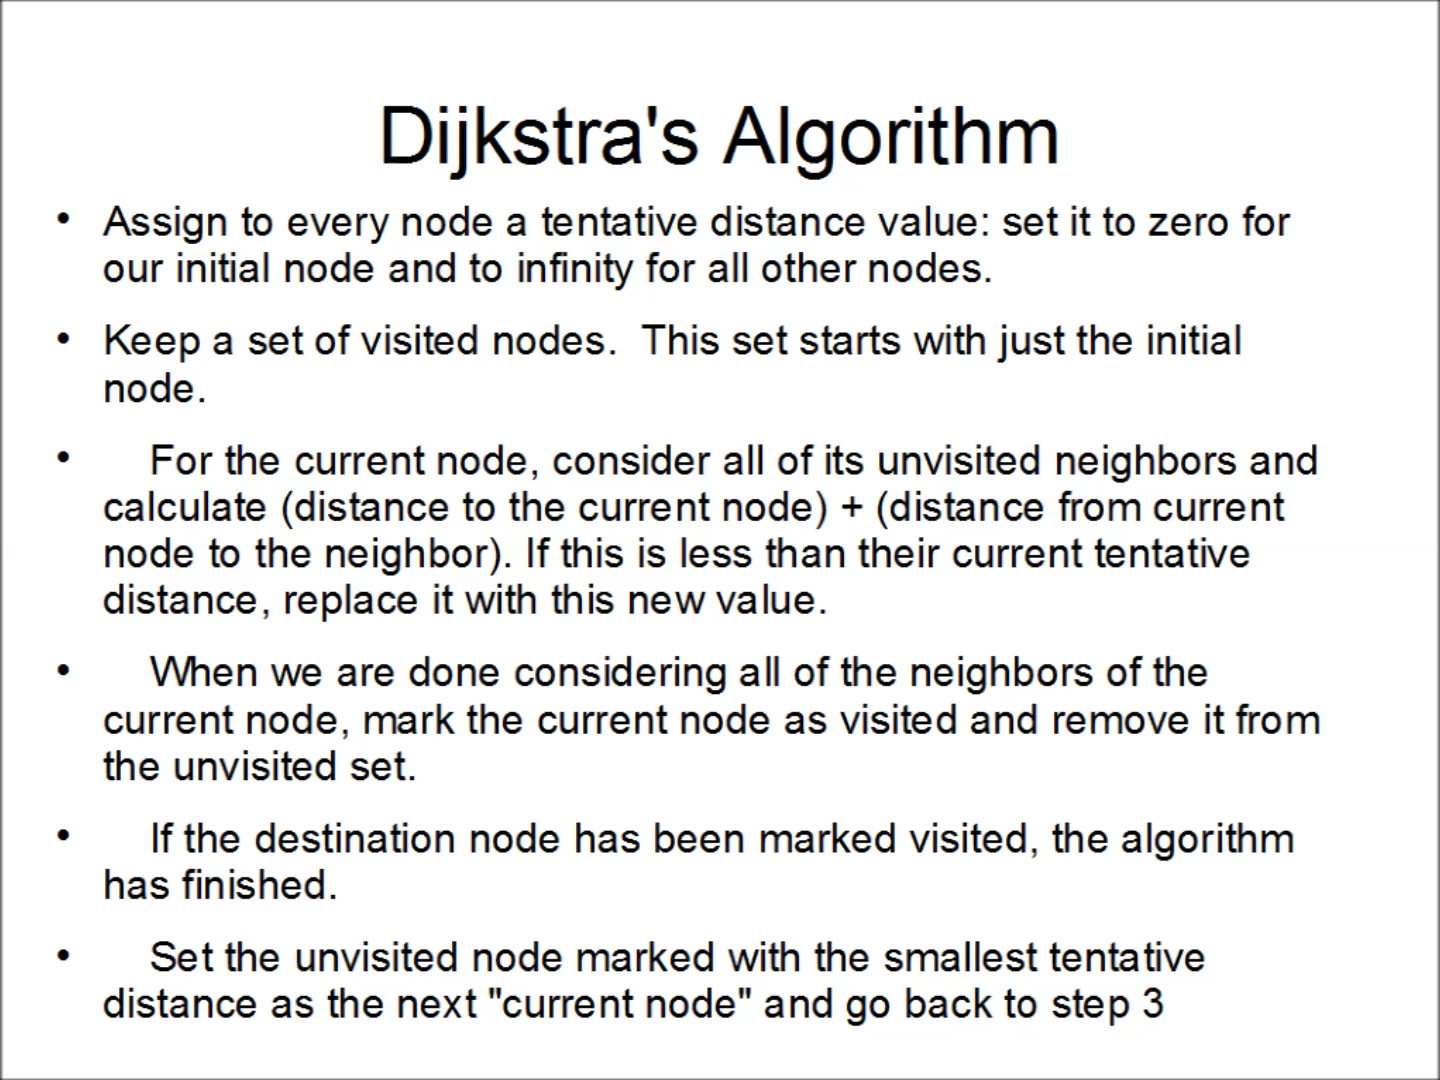 Dijkstra's Algorithm
• Assign to every node a tentative distance value: set it to zero for
our initial node and to infinity for all other nodes.
• Keep a set of visited nodes.  This set starts with just the initial
node.
• For the current node, consider all of its unvisited neighbors and
calculate (distance to the current node) + (distance from current
node to the neighbor). If this is less than their current tentative
distance, replace it with this new value.
• When we are done considering all of the neighbors of the
current node, mark the current node as visited and remove it from
the unvisited set.
• If the destination node has been marked visited, the algorithm
has finished.
• Set the unvisited node marked with the smallest tentative
distance as the next "current node" and go back to step 3